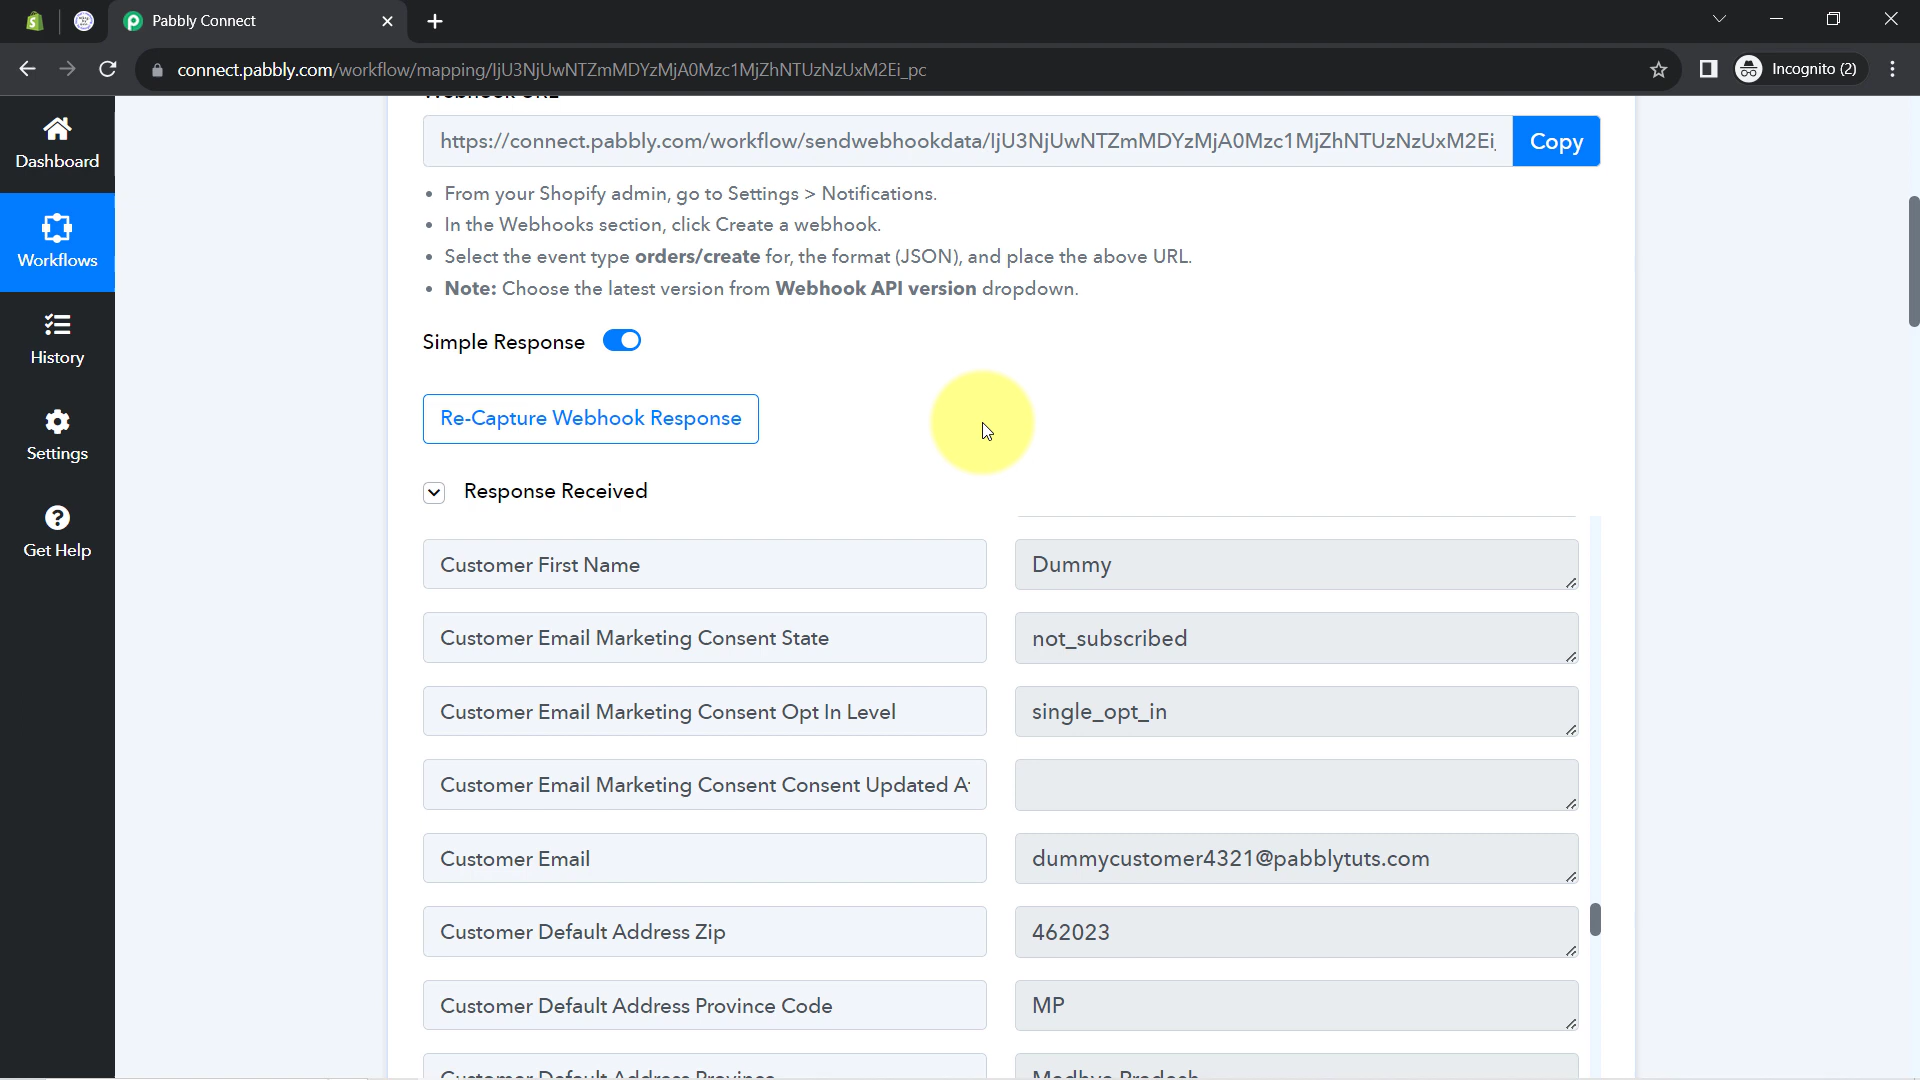 Pabbly Connect
connect.pabbly.com/workflow/mapping/IjU3NjUwNTZmMDYzMjA0Mzc1MjZhNTUzNzUxM2Ei_pc
Incognito (2)
Webhook URL
https://connect.pabbly.com/workflow/sendwebhookdata/IjU3NjUwNTZmMDYzMjA0Mzc1MjZhNTUzNzUxM2Ei_
Copy
• From your Shopify admin, go to Settings > Notifications.
• In the Webhooks section, click Create a webhook.
• Select the event type orders/create for, the format (JSON), and place the above URL.
• Note: Choose the latest version from Webhook API version dropdown.
Simple Response
Re-Capture Webhook Response
Response Received
Customer First Name
Dummy
Customer Email Marketing Consent State
not_subscribed
Customer Email Marketing Consent Opt In Level
single_opt_in
Customer Email Marketing Consent Consent Updated A
Customer Email
dummycustomer4321@pabblytuts.com
Customer Default Address Zip
462023
Customer Default Address Province Code
MP
Customer Default Address Province
Madhya Pradesh
Dashboard
Workflows
History
Settings
Get Help